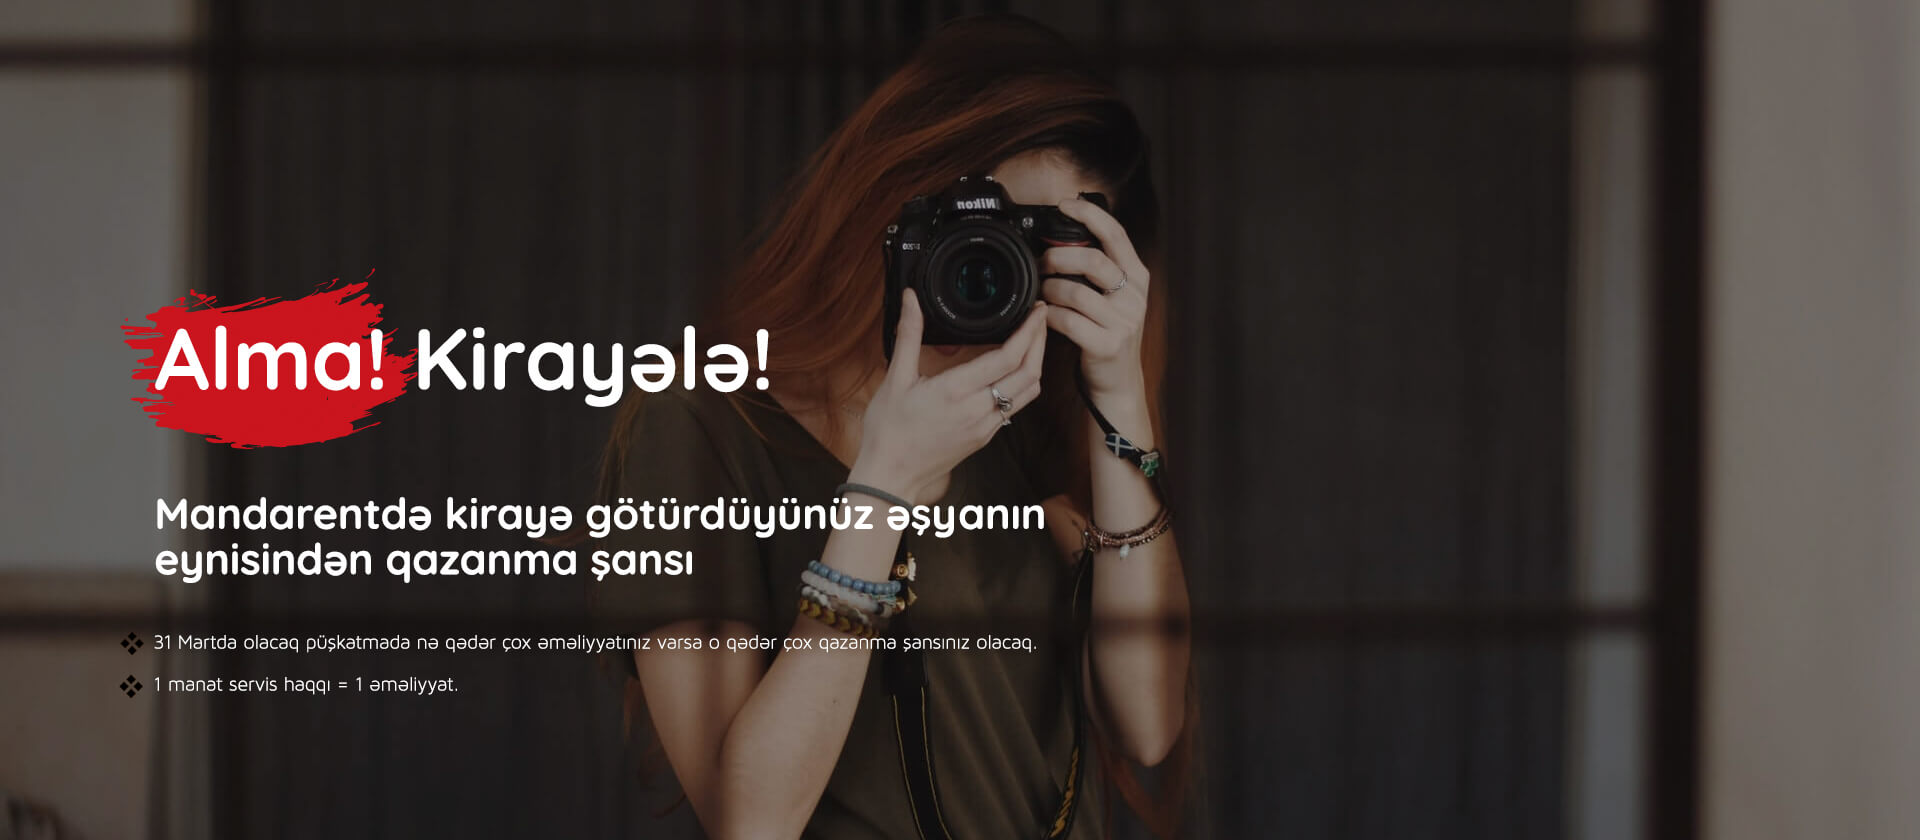 Alma! Kirayələ!
Mandarentdə kirayə götürdüyünüz əşyanın
eynisindən qazanma şansı
31 Martda olacaq püşkatmada nə qədər çox əməliyyatınız varsa o qədər çox qazanma şansınız olacaq.
1 manat servis haqqı = 1 əməliyyat.
Nikon